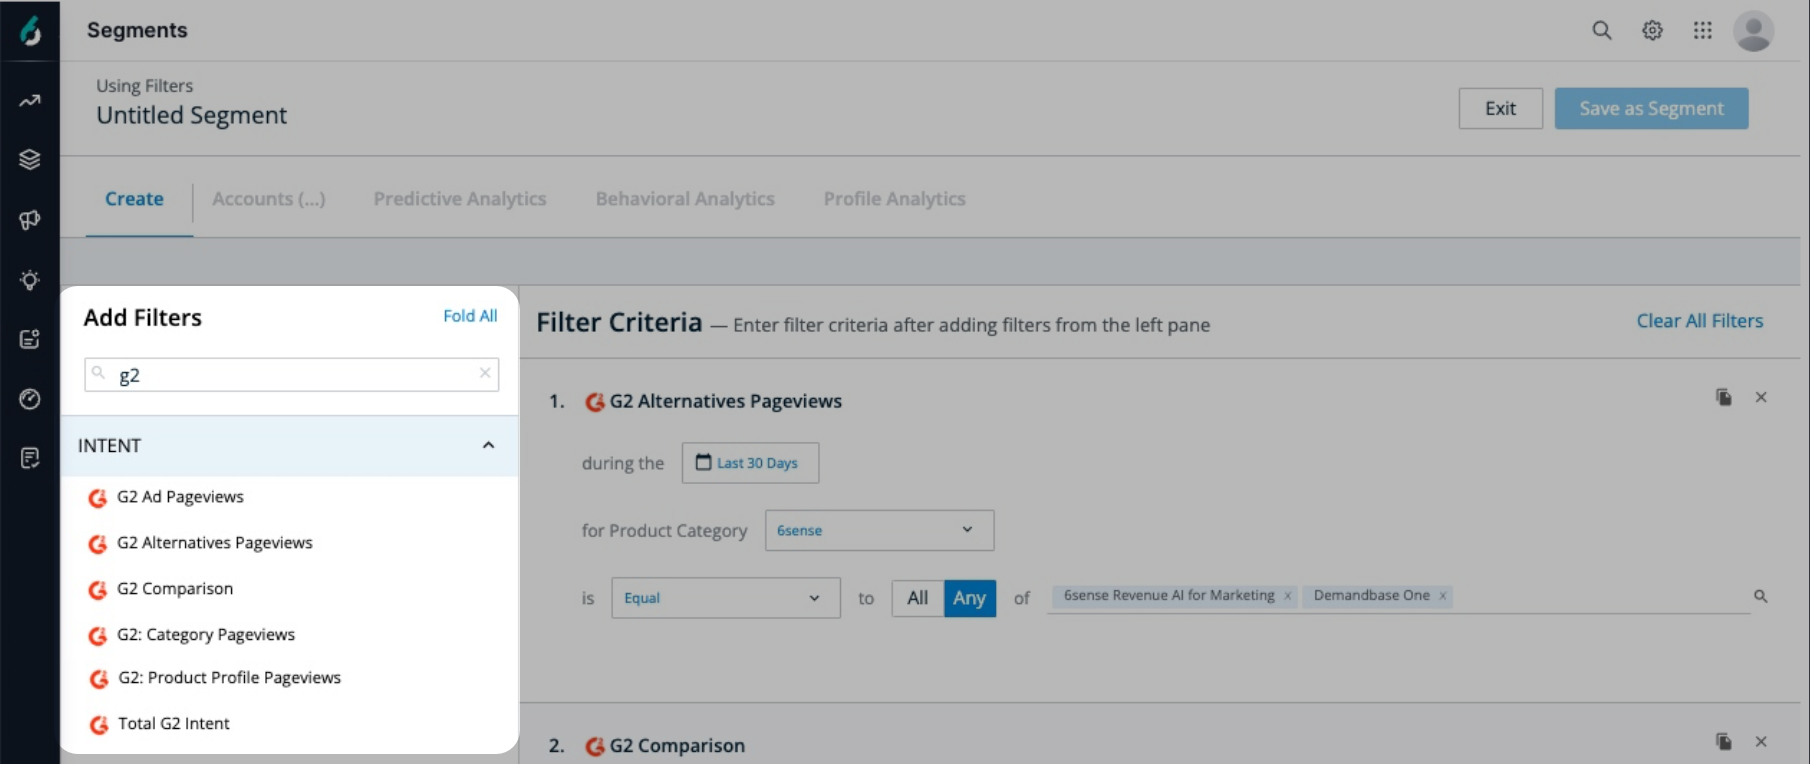 Segments
Using Filters
Untitled Segment
Exit
Save as Segment
Create
Accounts (...)
Predictive Analytics
Behavioral Analytics
Profile Analytics
Add Filters
Fold All
g2
INTENT
G2 Ad Pageviews
G2 Alternatives Pageviews
G2 Comparison
G2: Category Pageviews
G2: Product Profile Pageviews
Total G2 Intent
Filter Criteria — Enter filter criteria after adding filters from the left pane
Clear All Filters
1. G2 Alternatives Pageviews
during the Last 30 Days
for Product Category 6sense
is Equal to All Any of 6sense Revenue AI for Marketing x Demandbase One x
2. G2 Comparison